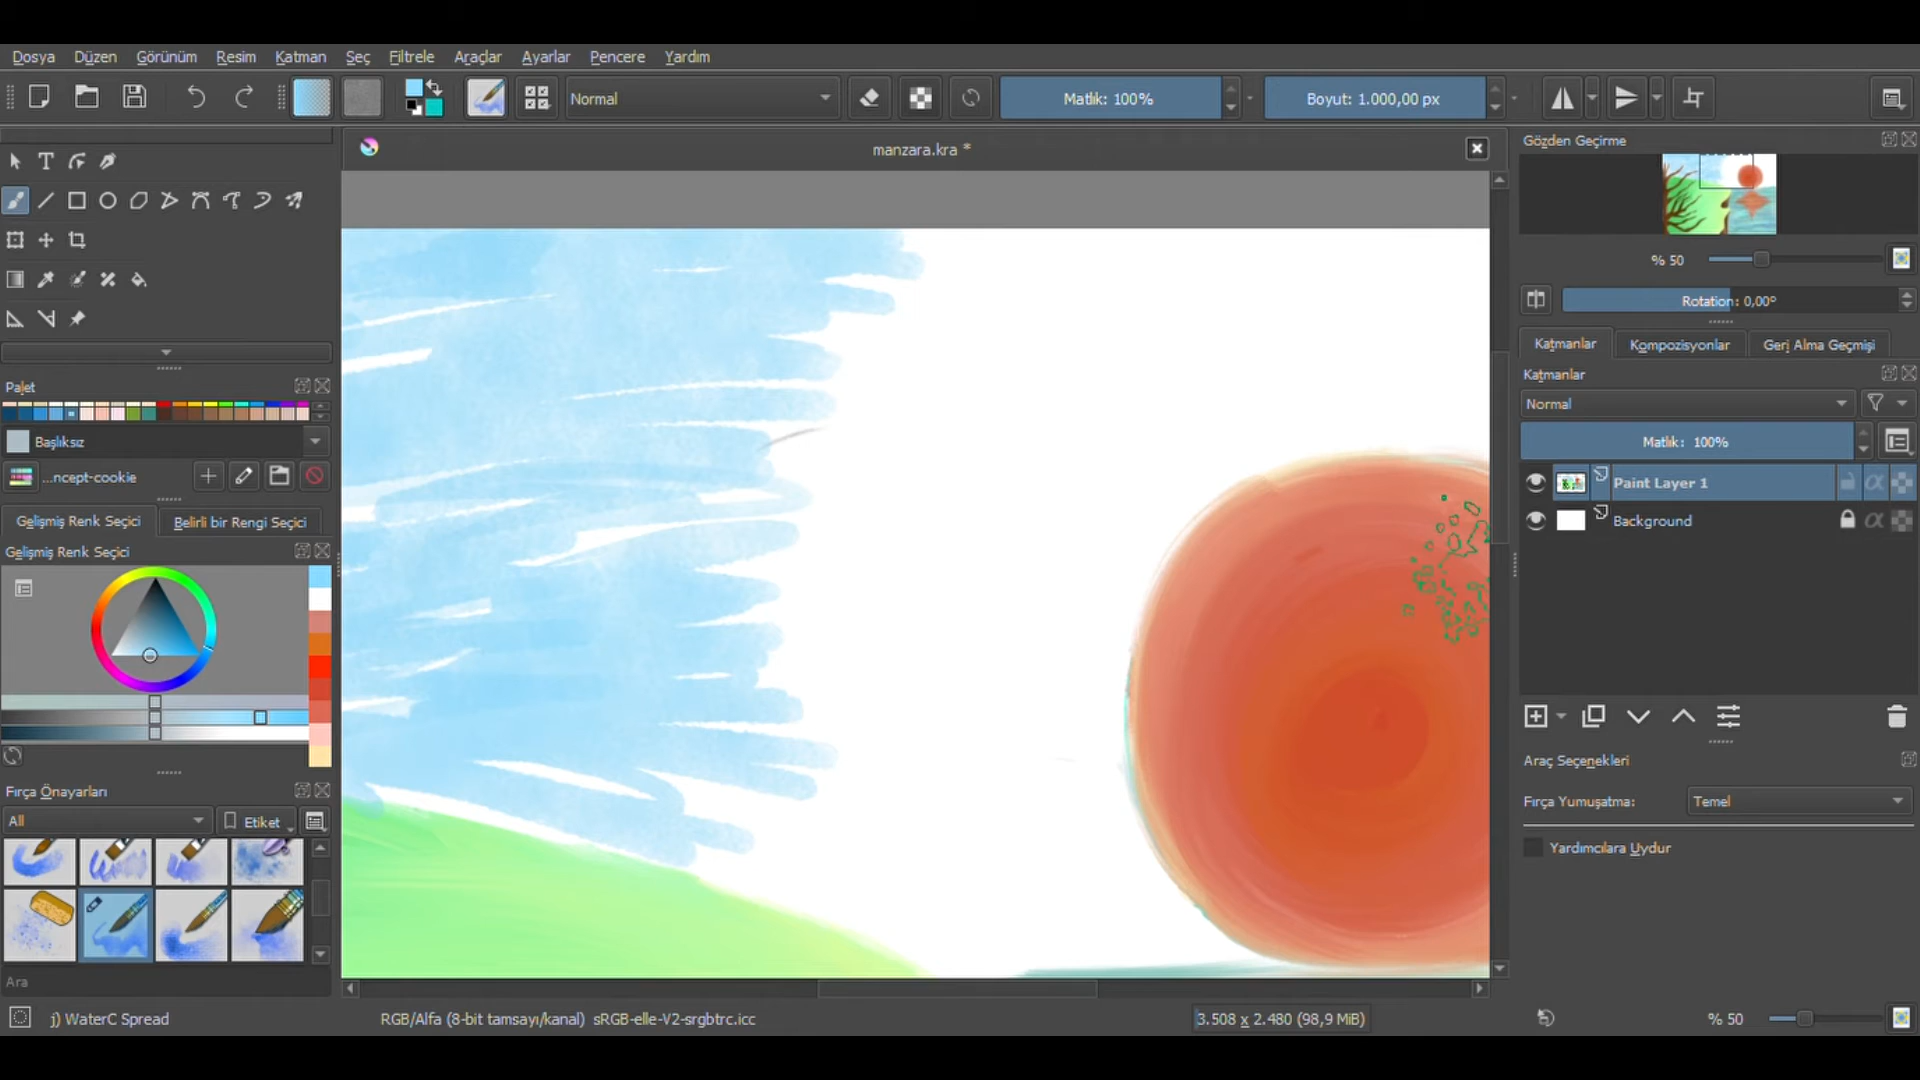 Dosya Düzen Görünüm Resim Katman Seç Filtrele Araçlar Ayarlar Pencere Yardım
Normal
Matlık: 100%
Boyut: 1.000,00 px
manzara.kra *
Palet
Başlıksız
...ncept-cookie
Gelişmiş Renk Seçici
Belirli bir Rengi Seçici
Gelişmiş Renk Seçici
Fırça Önayarları
All
Etiket
Ara
j) WaterC Spread
RGB/Alfa (8-bit tamsayı/kanal) sRGB-elle-V2-srgbtrc.icc
3.508 x 2.480 (98,9 MiB)
% 50
Gözden Geçirme
% 50
Rotation: 0,00°
Katmanlar
Kompozisyonlar
Geri Alma Geçmişi
Katmanlar
Normal
Matlık: 100%
Paint Layer 1
Background
Araç Seçenekleri
Fırça Yumuşatma:
Temel
Yardımcılara Uydur